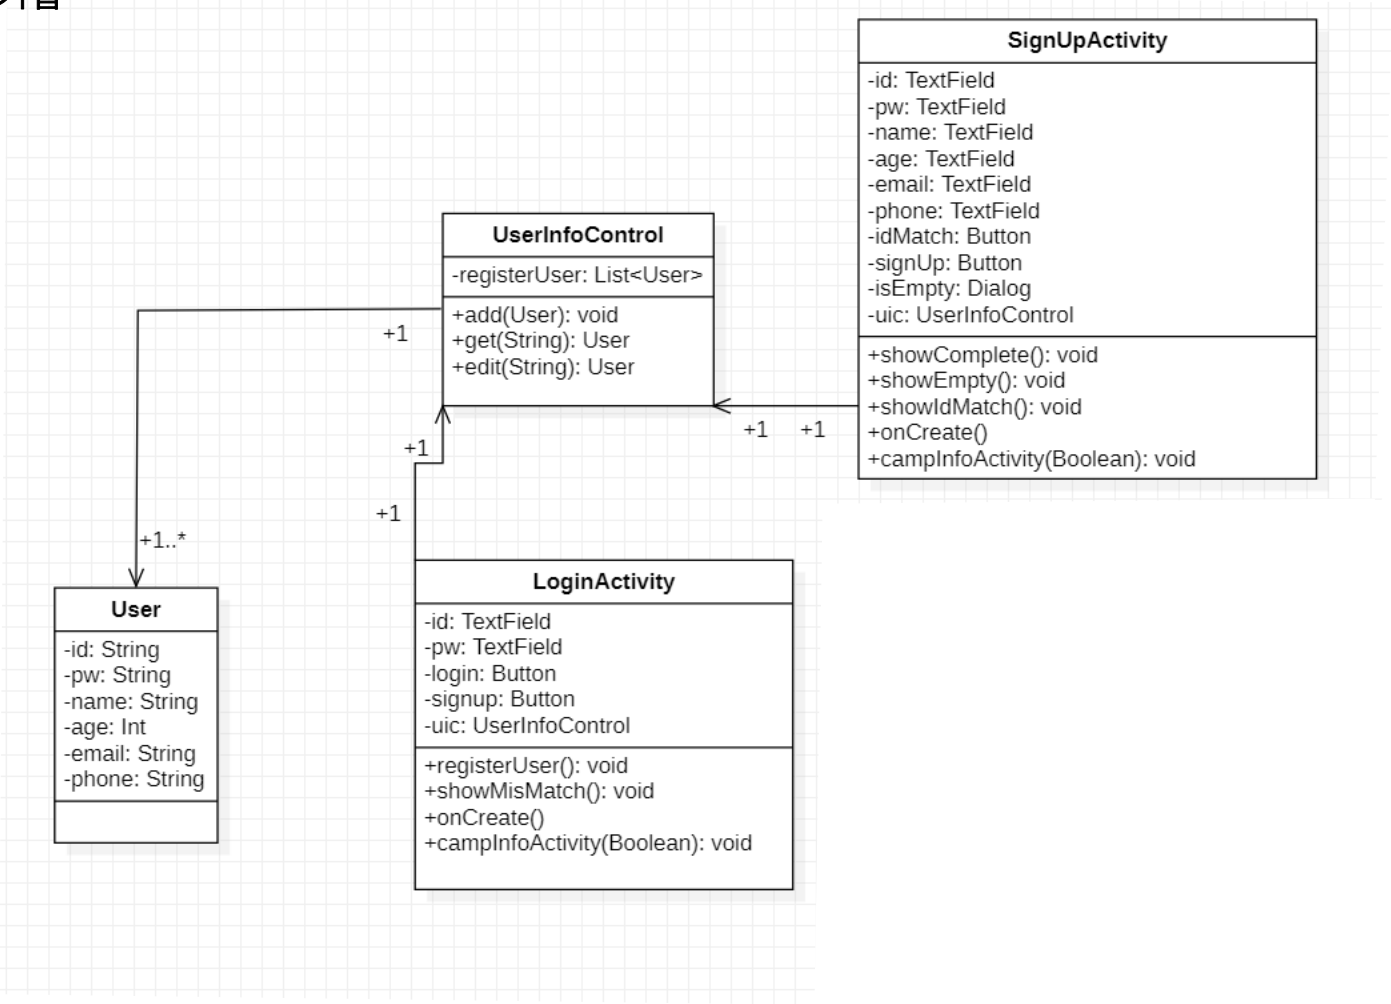 SignUpActivity
-id: TextField
-pw: TextField
-name: TextField
-age: TextField
-email: TextField
-phone: TextField
-idMatch: Button
-signUp: Button
-isEmpty: Dialog
-uic: UserInfoControl
+showComplete(): void
+showEmpty(): void
+showIdMatch(): void
+onCreate()
+campInfoActivity(Boolean): void
UserInfoControl
-registerUser: List<User>
+add(User): void
+get(String): User
+edit(String): User
+1
+1 +1
+1
+1
+1..*
User
-id: String
-pw: String
-name: String
-age: Int
-email: String
-phone: String
LoginActivity
-id: TextField
-pw: TextField
-login: Button
-signup: Button
-uic: UserInfoControl
+registerUser(): void
+showMisMatch(): void
+onCreate()
+campInfoActivity(Boolean): void